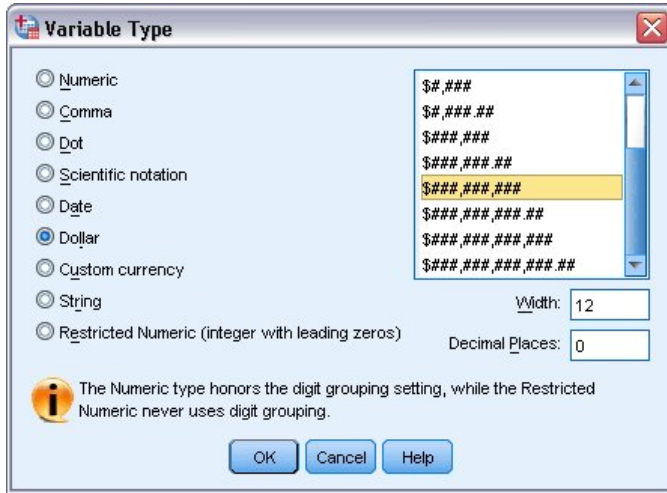 Variable Type
Numeric
Comma
Dot
Scientific notation
Date
Dollar
Custom currency
String
Restricted Numeric (integer with leading zeros)
$#,###
$#,###.##
$###,###
$###,###.##
$###,###,###
$###,###,###.##
$###,###,###,###
$###,###,###,###.##
Width: 12
Decimal Places: 0
The Numeric type honors the digit grouping setting, while the Restricted
Numeric never uses digit grouping.
OK Cancel Help